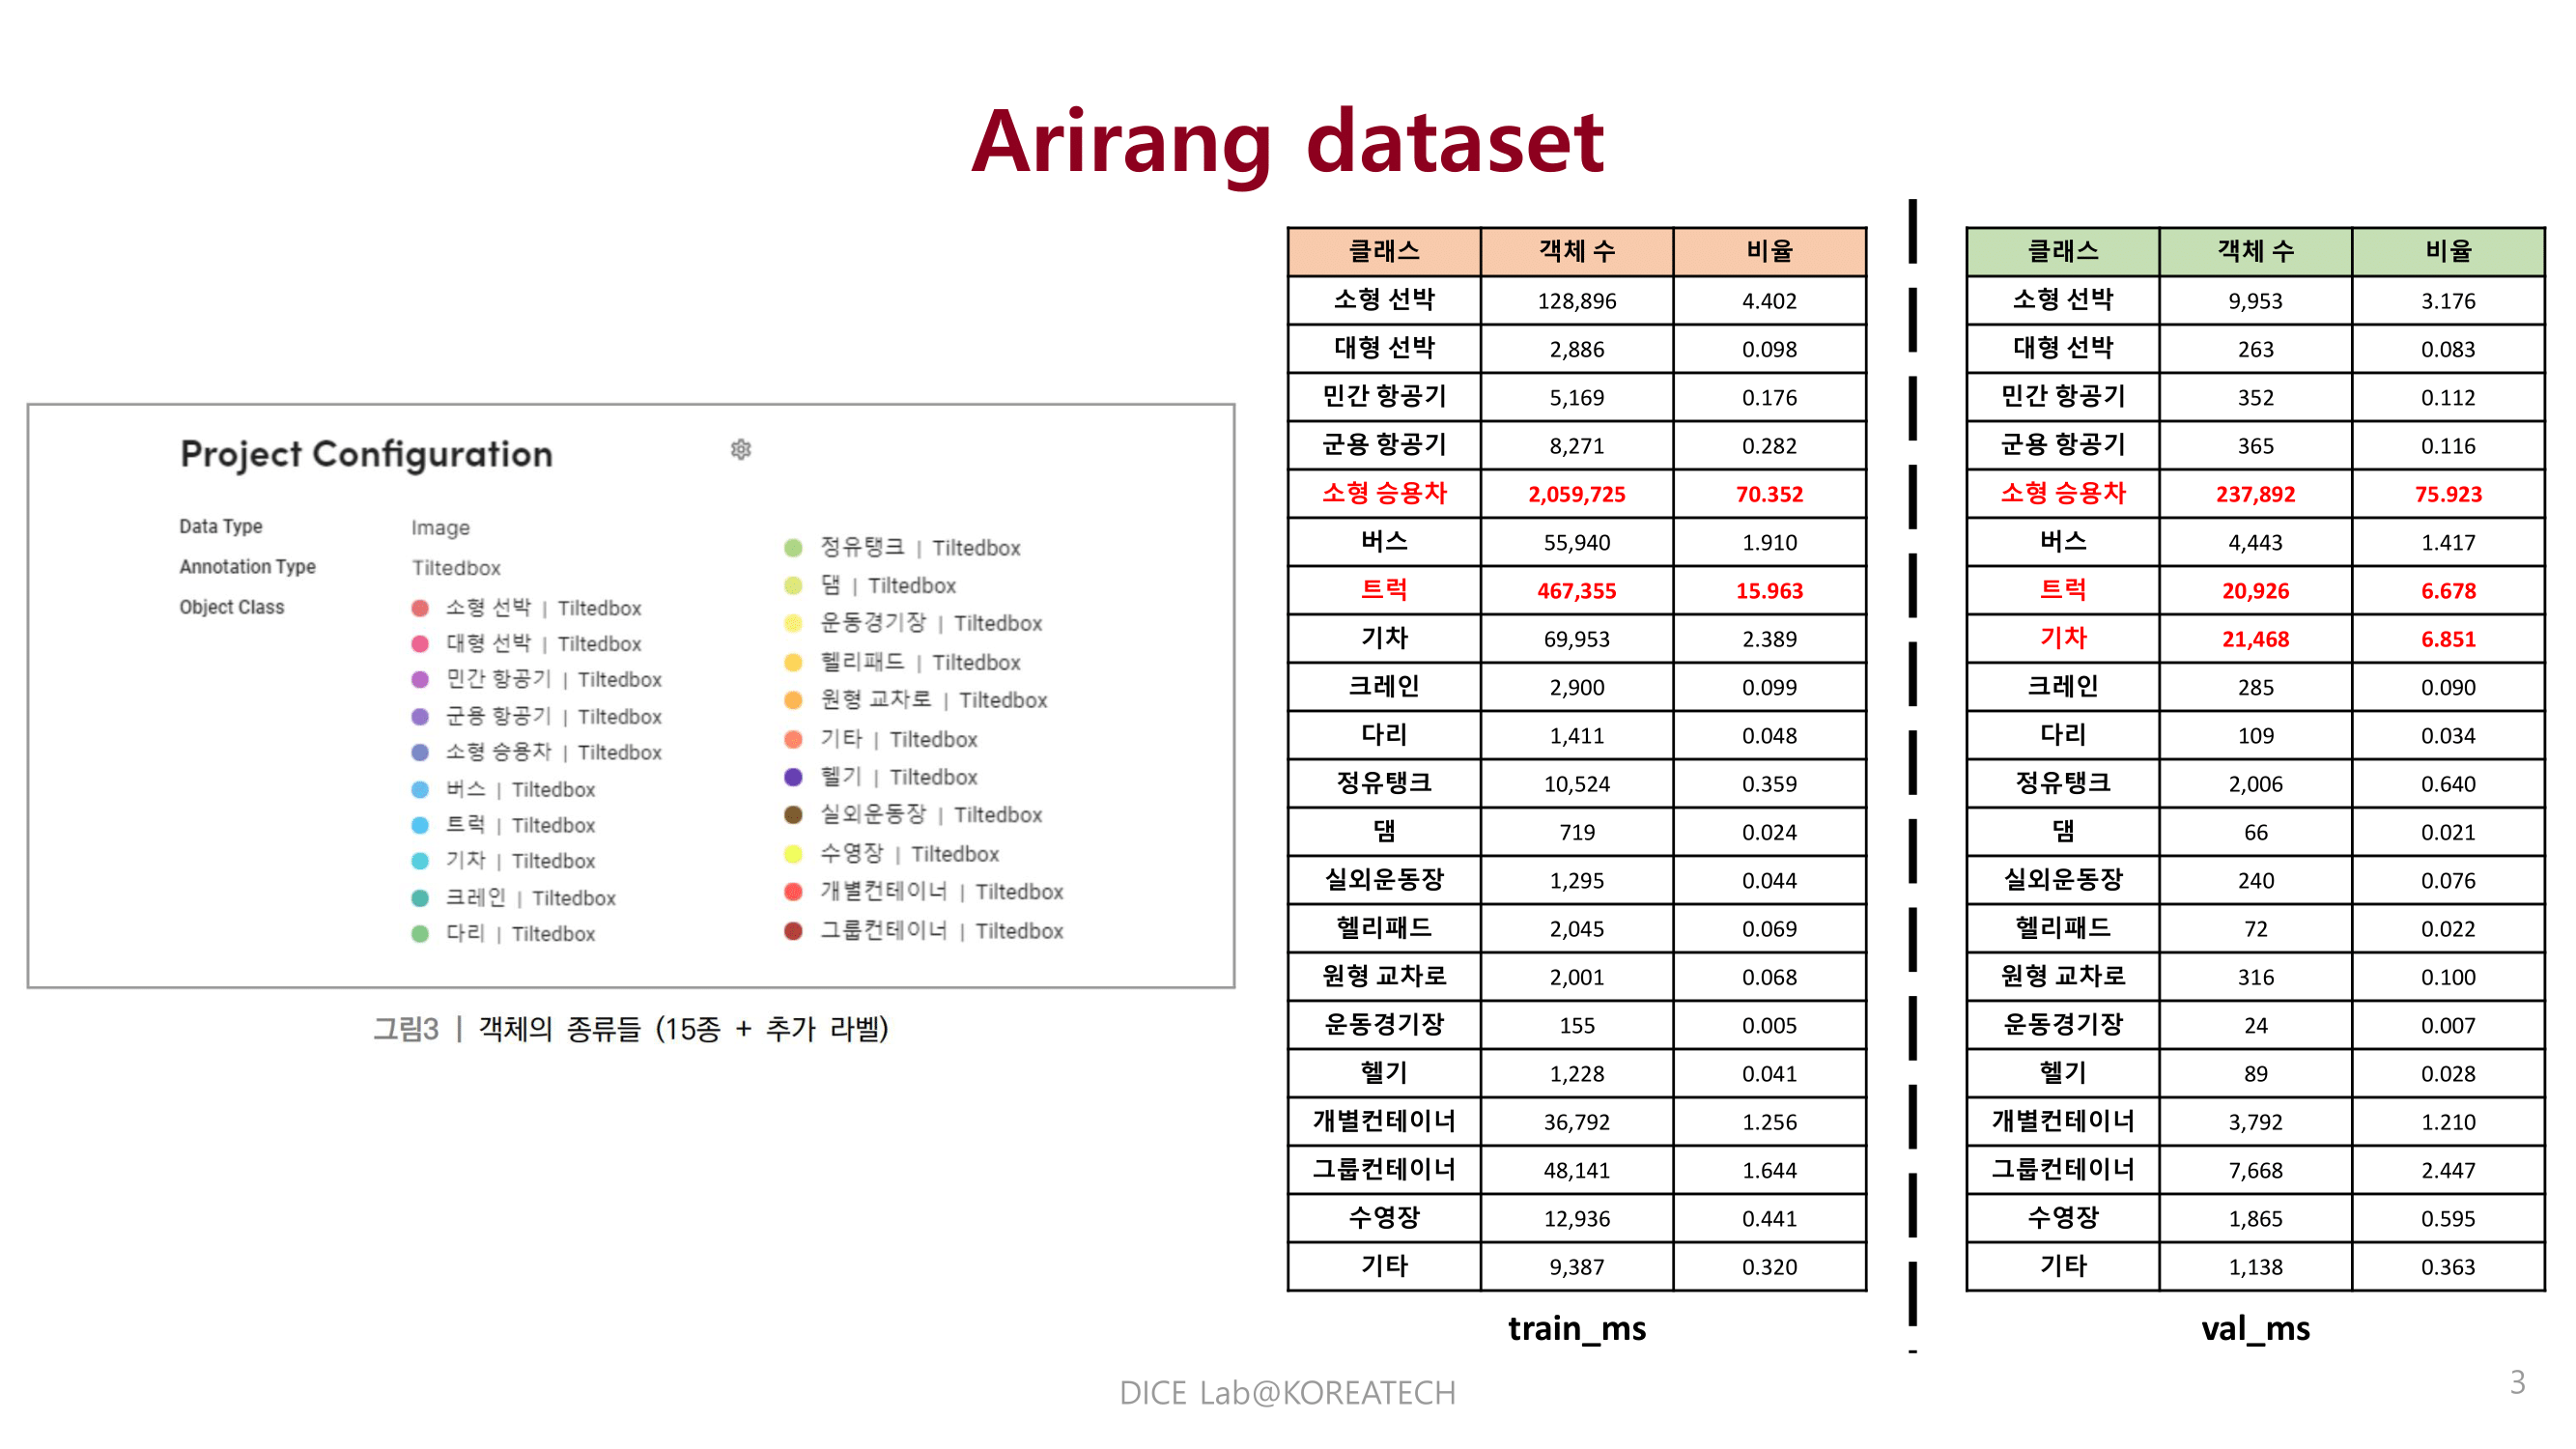 Arirang dataset
Project Configuration
Data Type Image
Annotation Type Tiltedbox
Object Class
소형 선박 | Tiltedbox
대형 선박 | Tiltedbox
민간 항공기 | Tiltedbox
군용 항공기 | Tiltedbox
소형 승용차 | Tiltedbox
버스 | Tiltedbox
트럭 | Tiltedbox
기차 | Tiltedbox
크레인 | Tiltedbox
다리 | Tiltedbox
정유탱크 | Tiltedbox
댐 | Tiltedbox
운동경기장 | Tiltedbox
헬리패드 | Tiltedbox
원형 교차로 | Tiltedbox
기타 | Tiltedbox
헬기 | Tiltedbox
실외운동장 | Tiltedbox
수영장 | Tiltedbox
개별컨테이너 | Tiltedbox
그룹컨테이너 | Tiltedbox
그림3 | 객체의 종류들 (15종 + 추가 라벨)
클래스 객체 수 비율
소형 선박 128,896 4.402
대형 선박 2,886 0.098
민간 항공기 5,169 0.176
군용 항공기 8,271 0.282
소형 승용차 2,059,725 70.352
버스 55,940 1.910
트럭 467,355 15.963
기차 69,953 2.389
크레인 2,900 0.099
다리 1,411 0.048
정유탱크 10,524 0.359
댐 719 0.024
실외운동장 1,295 0.044
헬리패드 2,045 0.069
원형 교차로 2,001 0.068
운동경기장 155 0.005
헬기 1,228 0.041
개별컨테이너 36,792 1.256
그룹컨테이너 48,141 1.644
수영장 12,936 0.441
기타 9,387 0.320
train_ms
클래스 객체 수 비율
소형 선박 9,953 3.176
대형 선박 263 0.083
민간 항공기 352 0.112
군용 항공기 365 0.116
소형 승용차 237,892 75.923
버스 4,443 1.417
트럭 20,926 6.678
기차 21,468 6.851
크레인 285 0.090
다리 109 0.034
정유탱크 2,006 0.640
댐 66 0.021
실외운동장 240 0.076
헬리패드 72 0.022
원형 교차로 316 0.100
운동경기장 24 0.007
헬기 89 0.028
개별컨테이너 3,792 1.210
그룹컨테이너 7,668 2.447
수영장 1,865 0.595
기타 1,138 0.363
val_ms
DICE Lab@KOREATECH
3